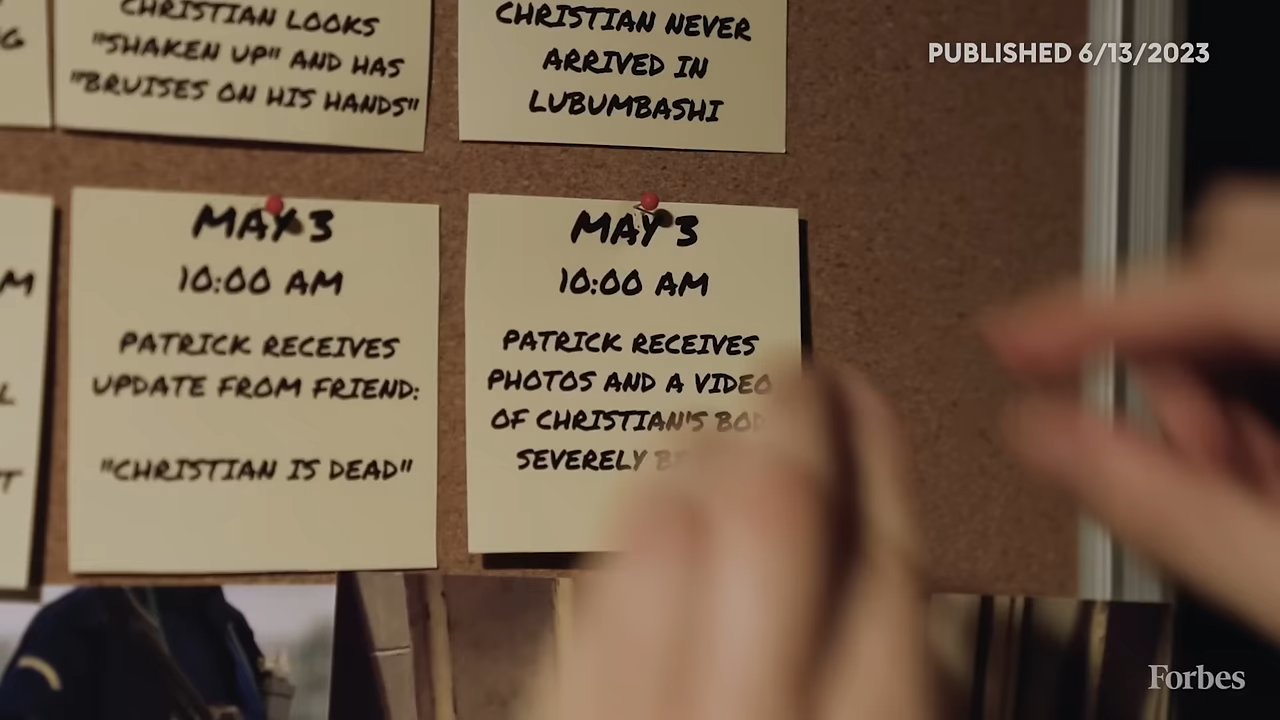 CHRISTIAN LOOKS
"SHAKEN UP" AND HAS
"BRUISES ON HIS HANDS"
CHRISTIAN NEVER
ARRIVED IN
LUBUMBASHI
PUBLISHED 6/13/2023
MAY 3
10:00 AM
PATRICK RECEIVES
UPDATE FROM FRIEND:
"CHRISTIAN IS DEAD"
MAY 3
10:00 AM
PATRICK RECEIVES
PHOTOS AND A VIDEO
OF CHRISTIAN'S
SEVERELY
Forbes